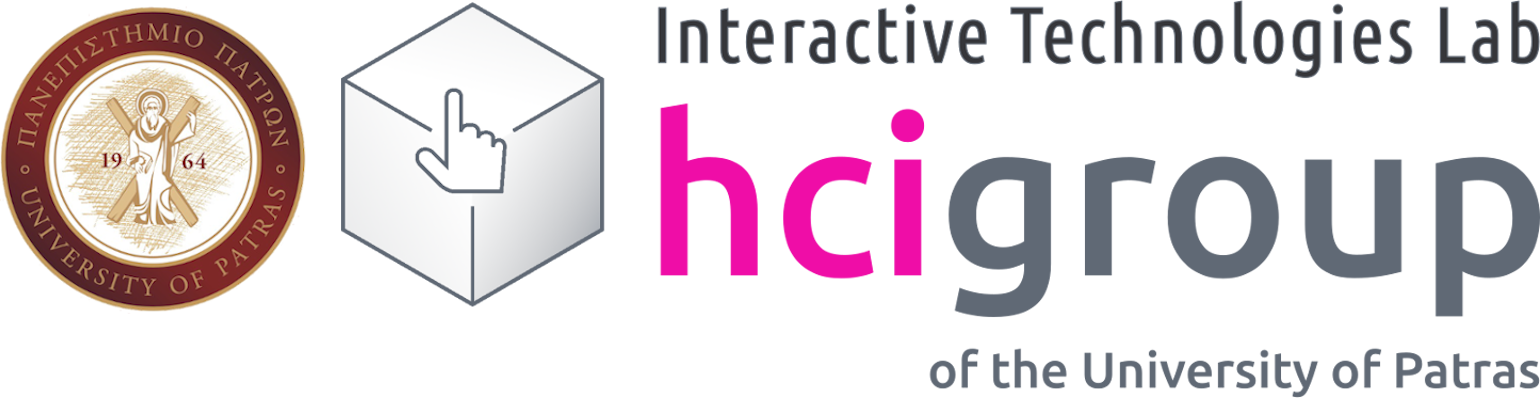 ΠΑΝΕΠΙΣΤΗΜΙΟ ΠΑΤΡΩΝ
19 64
UNIVERSITY OF PATRAS
Interactive Technologies Lab
hcigroup
of the University of Patras